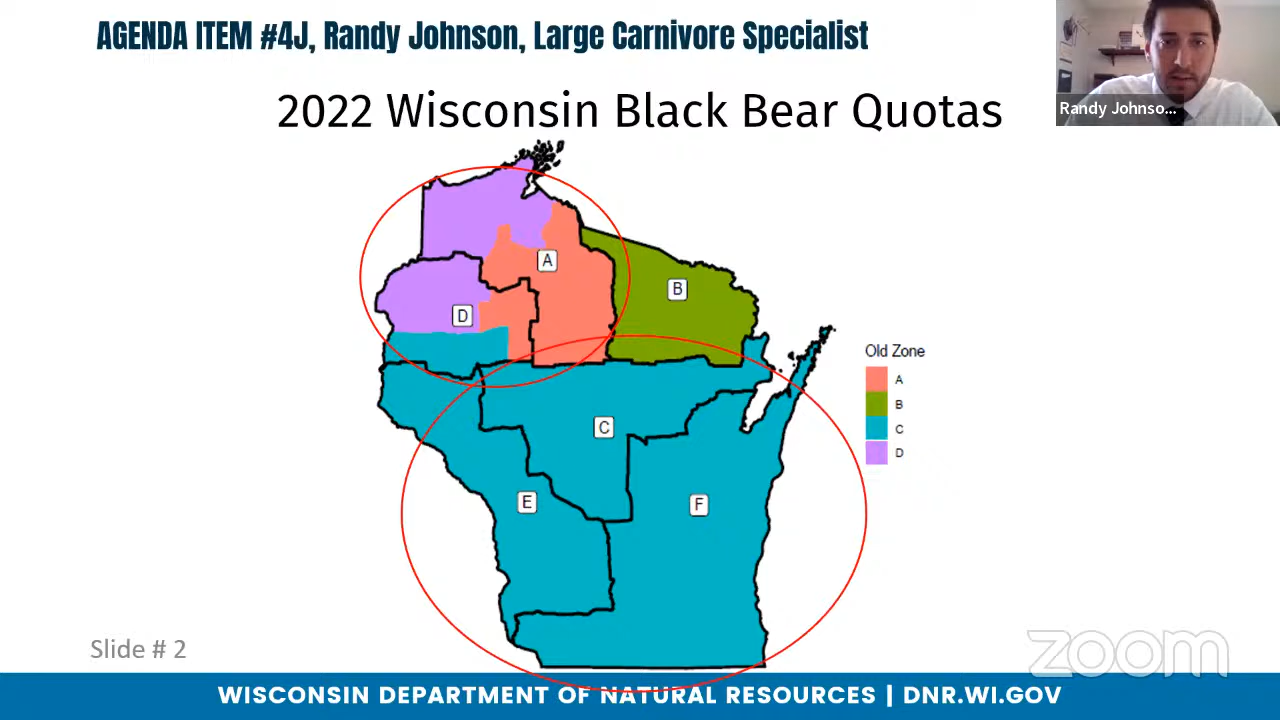 AGENDA ITEM #4J, Randy Johnson, Large Carnivore Specialist
Randy Johnso...
2022 Wisconsin Black Bear Quotas
A
B
D
Old Zone
A
B
C
D
C
E
F
Slide # 2
zoom
WISCONSIN DEPARTMENT OF NATURAL RESOURCES | DNR.WI.GOV